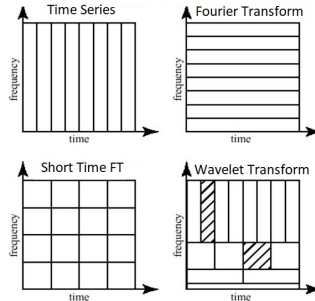 Time Series
frequency
time
Fourier Transform
frequency
time
Short Time FT
frequency
time
Wavelet Transform
frequency
time